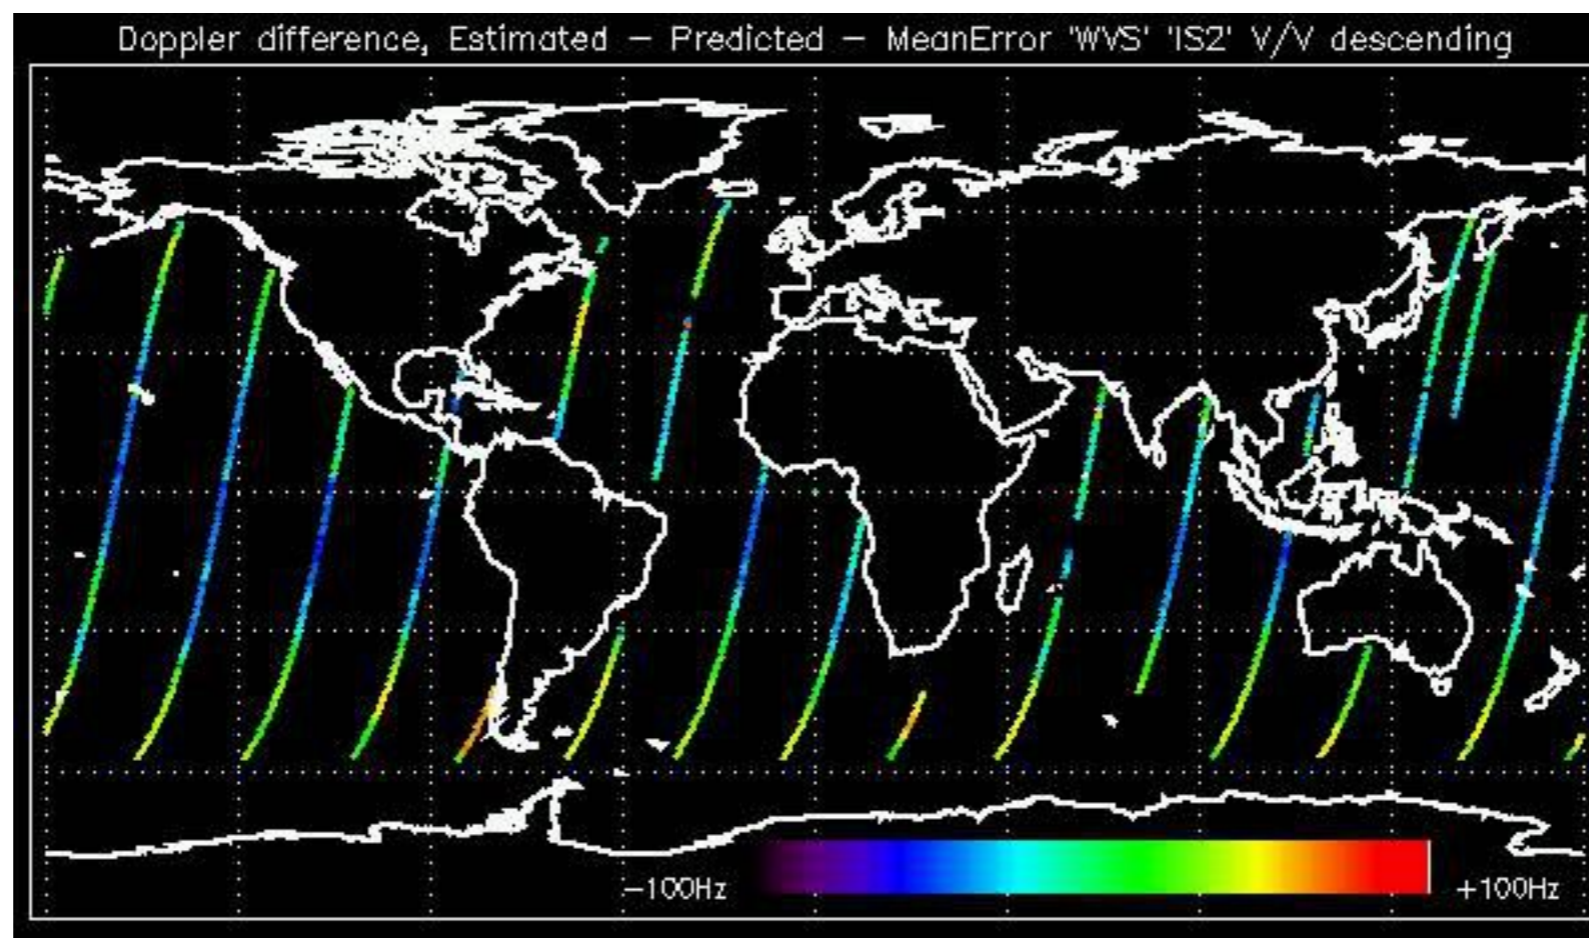 Doppler difference, Estimated − Predicted − MeanError 'WVS' 'IS2' V/V descending
−100Hz
+100Hz